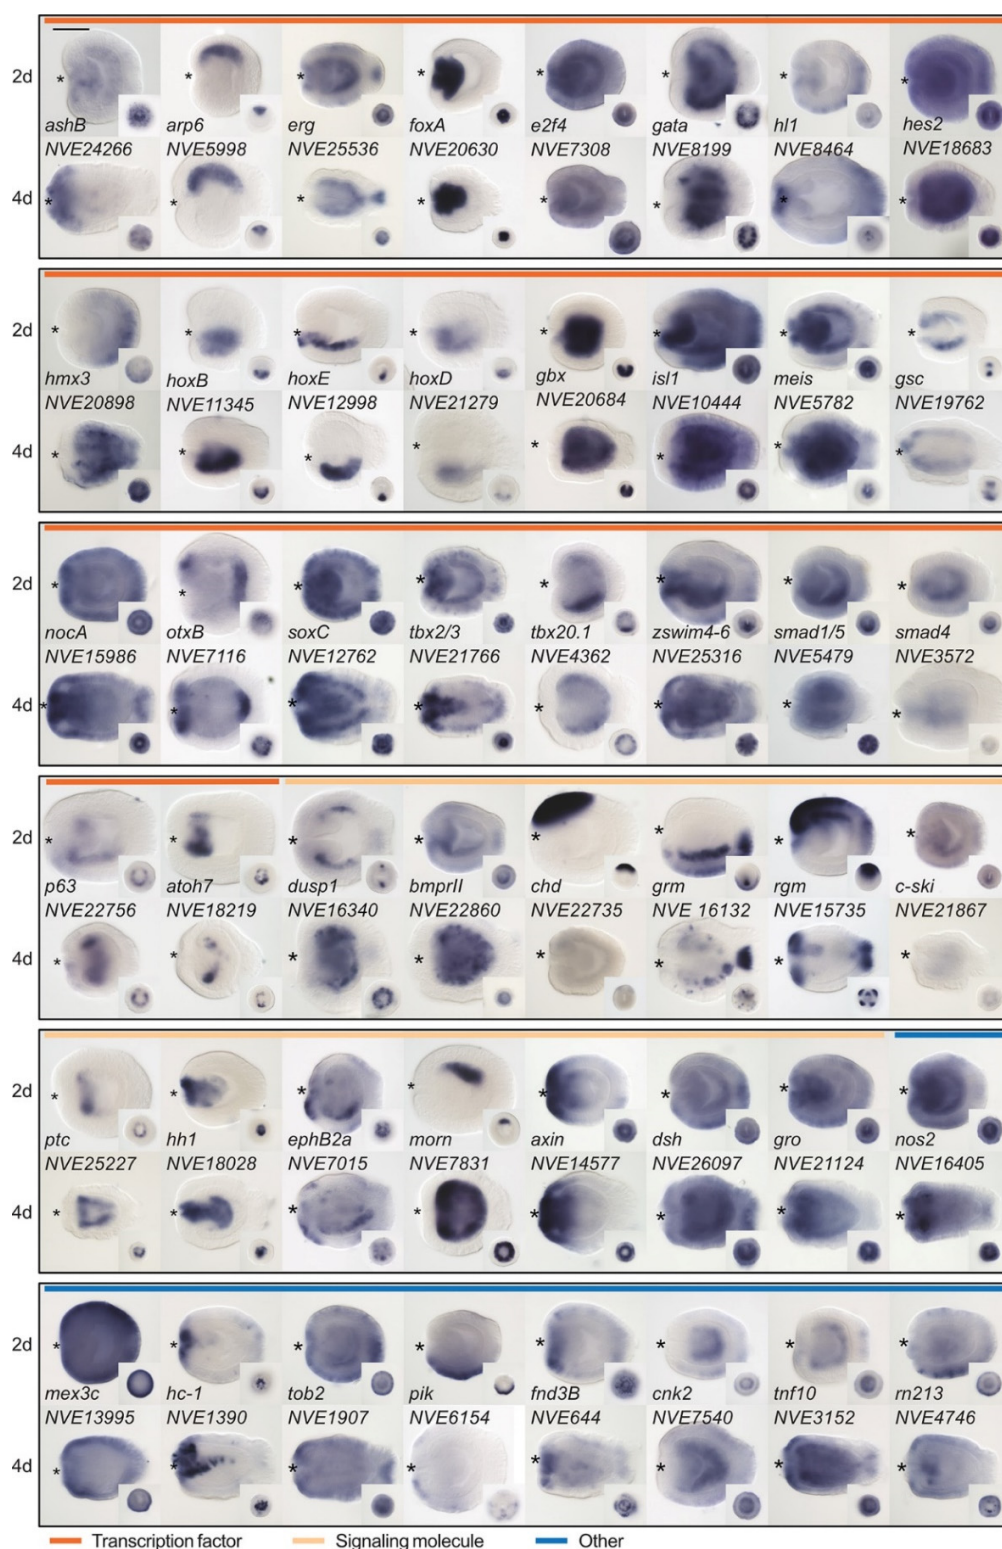 2d
* * * * * * * *
ashB arp6 erg foxA e2f4 gata hl1 hes2
NVE24266 NVE5998 NVE25536 NVE20630 NVE7308 NVE8199 NVE8464 NVE18683
4d
* * * * * * * *
2d
* * * * * * * *
hmx3 hoxB hoxE hoxD gbx isl1 meis gsc
NVE20898 NVE11345 NVE12998 NVE21279 NVE20684 NVE10444 NVE5782 NVE19762
4d
* * * * * * * *
2d
* * * * * * * *
nocA otxB soxC tbx2/3 tbx20.1 zswim4-6 smad1/5 smad4
NVE15986 NVE7116 NVE12762 NVE21766 NVE4362 NVE25316 NVE5479 NVE3572
4d
* * * * * * * *
2d
* * * * * * * *
p63 atoh7 dusp1 bmprII chd grm rgm c-ski
NVE22756 NVE18219 NVE16340 NVE22860 NVE22735 NVE 16132 NVE15735 NVE21867
4d
* * * * * * * *
2d
* * * * * * * *
ptc hh1 ephB2a morn axin dsh gro nos2
NVE25227 NVE18028 NVE7015 NVE7831 NVE14577 NVE26097 NVE21124 NVE16405
4d
* * * * * * * *
2d
* * * * * * * *
mex3c hc-1 tob2 pik fnd3B cnk2 tnf10 rn213
NVE13995 NVE1390 NVE1907 NVE6154 NVE644 NVE7540 NVE3152 NVE4746
4d
* * * * * * * *
Transcription factor Signaling molecule Other